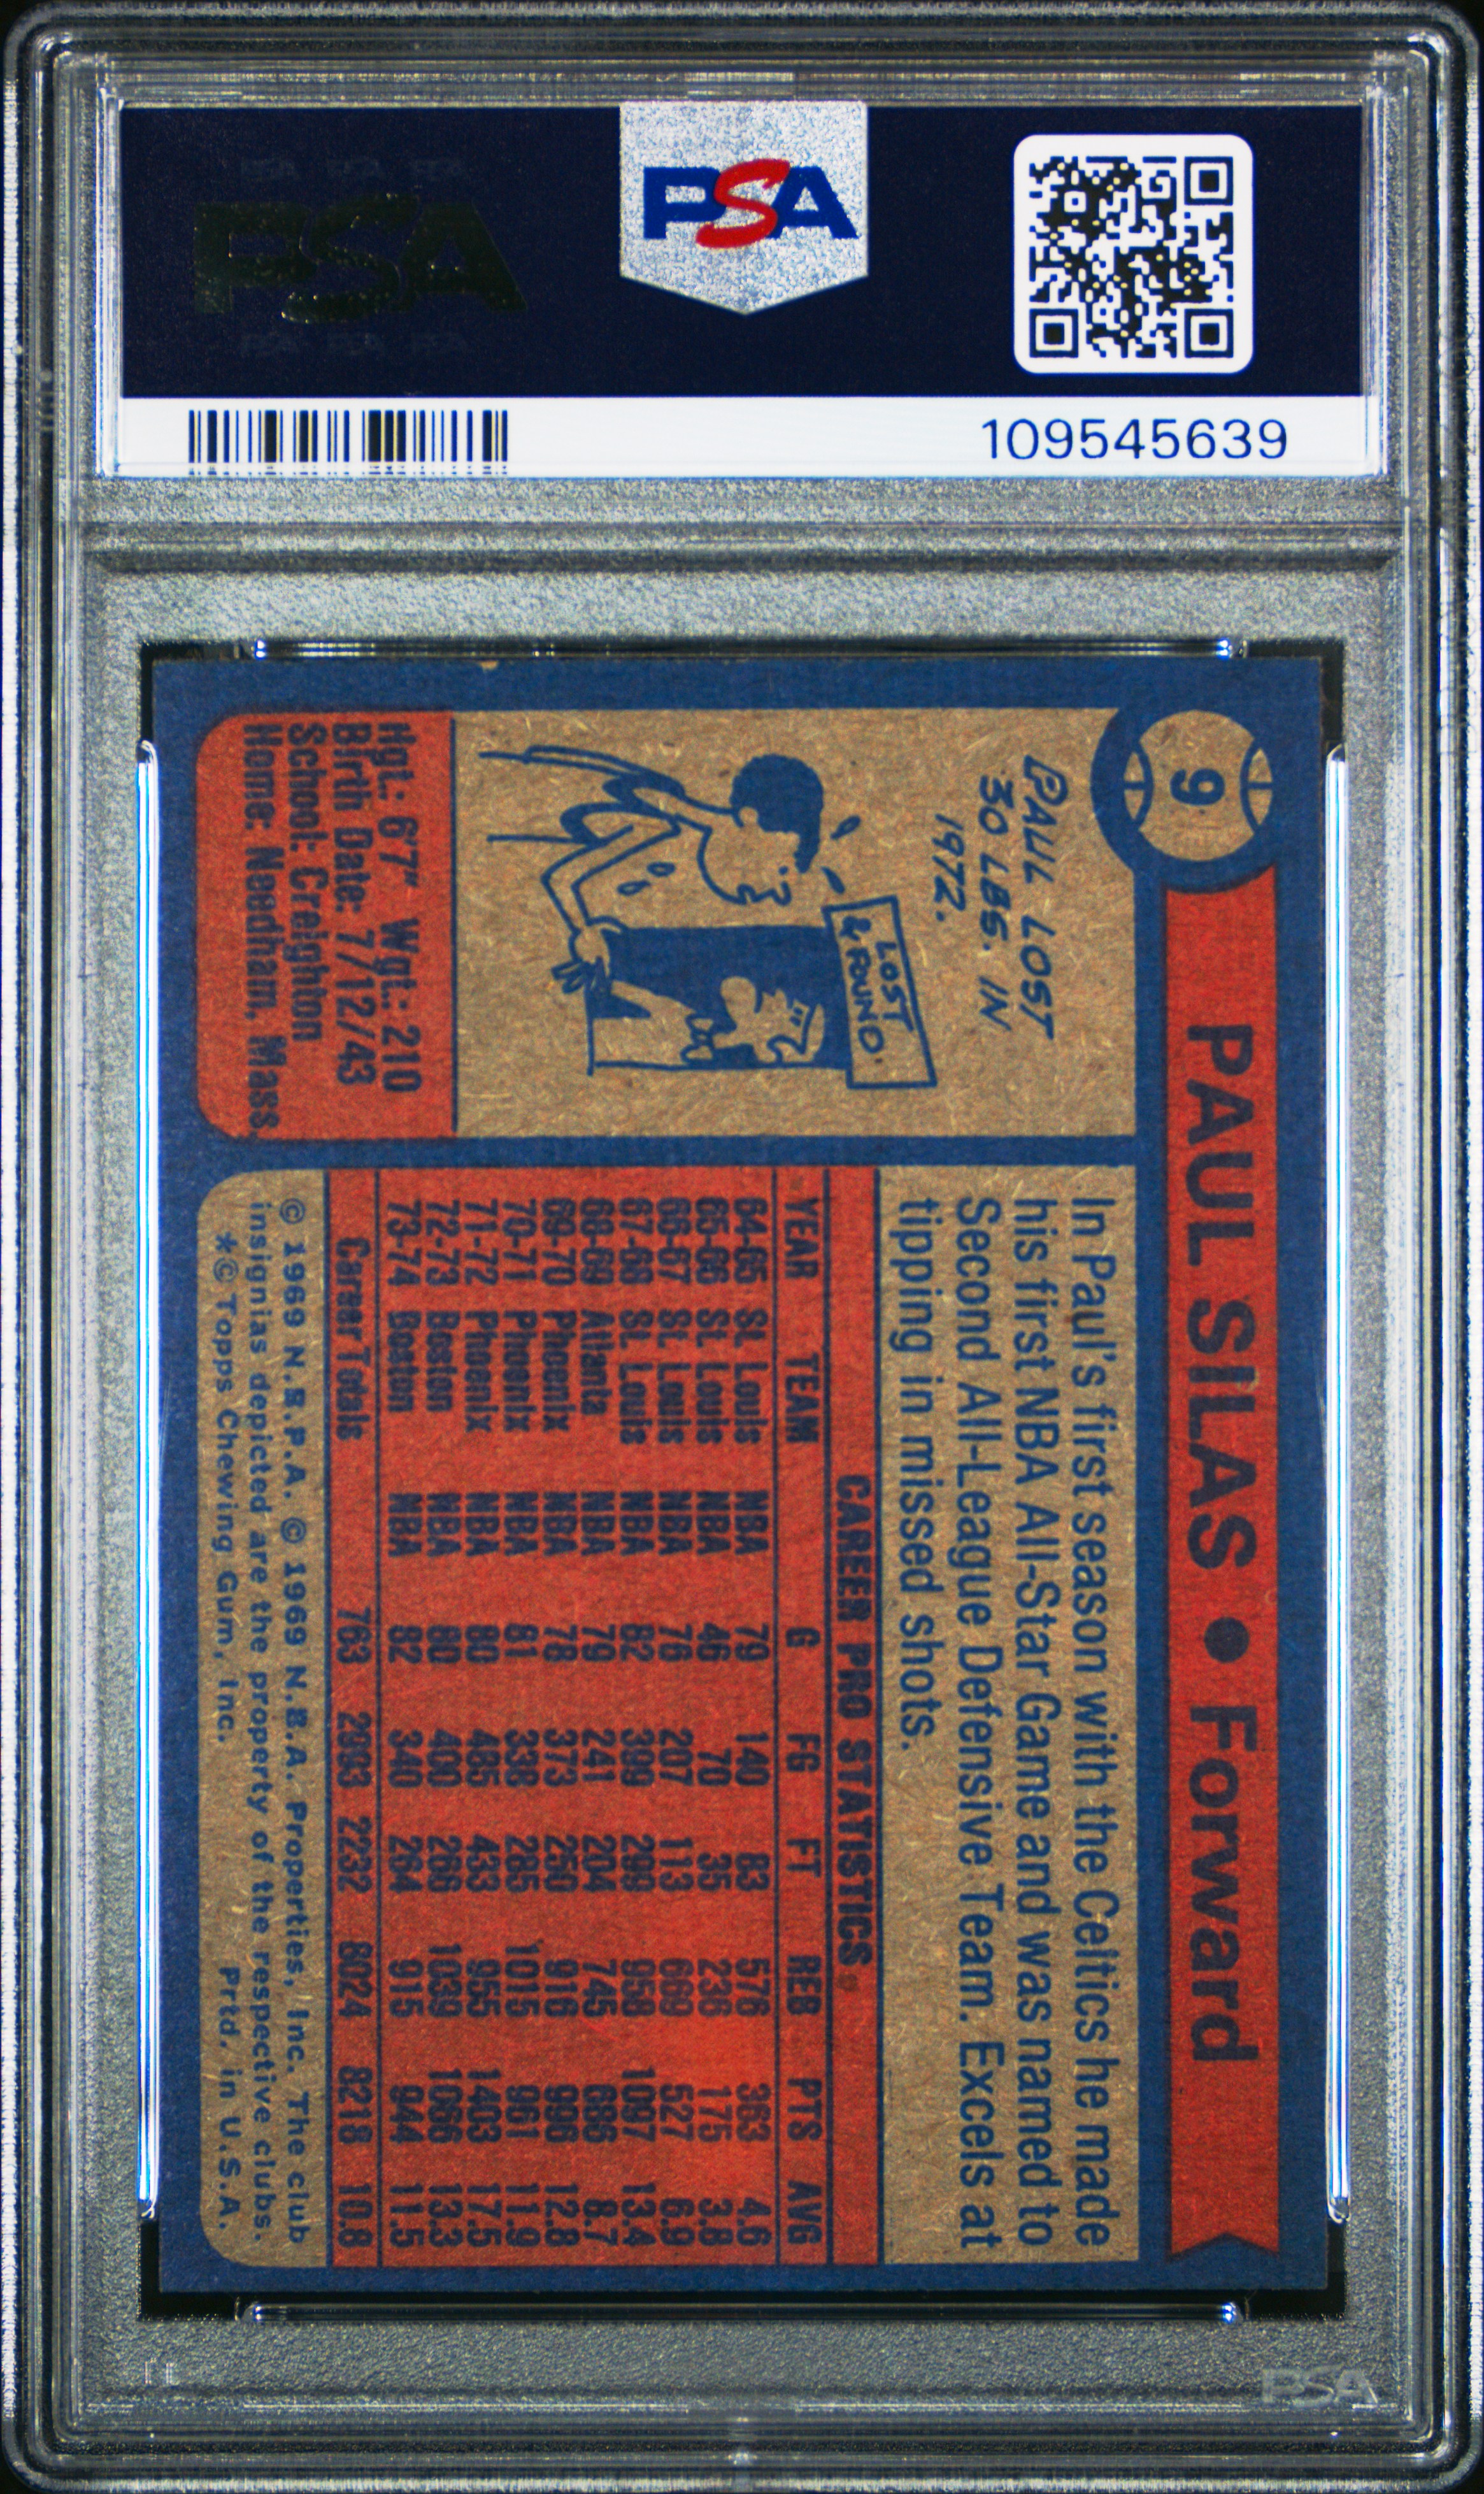 PSA
PSA
109545639
9
PAUL SILAS • Forward
PAUL LOST
30 LBS. IN
1972.
LOST
& FOUND
Hgt.: 6'7" Wgt.: 210
Birth Date: 7/12/43
School: Creighton
Home: Needham, Mass.
In Paul's first season with the Celtics he made
his first NBA All-Star Game and was named to
Second All-League Defensive Team. Excels at
tipping in missed shots.
CAREER PRO STATISTICS
YEAR TEAM G FG FT REB PTS AVG
64-65 St. Louis NBA 79 140 83 576 363 4.6
65-66 St. Louis NBA 46 70 35 236 175 3.8
66-67 St. Louis NBA 76 207 113 669 527 6.9
67-68 St. Louis NBA 82 399 299 958 1097 13.4
68-69 Atlanta NBA 79 241 204 745 686 8.7
69-70 Phoenix NBA 78 373 250 916 996 12.8
70-71 Phoenix NBA 81 338 285 1015 961 11.9
71-72 Phoenix NBA 80 485 433 955 1403 17.5
72-73 Boston NBA 80 400 266 1039 1066 13.3
73-74 Boston NBA 82 340 264 915 944 11.5
Career Totals 763 2993 2232 8024 8218 10.8
© 1969 N.B.P.A. © 1969 N.B.A. Properties, Inc. The club
insignias depicted are the property of the respective clubs.
*© Topps Chewing Gum, Inc. Prtd. in U.S.A.
PSA